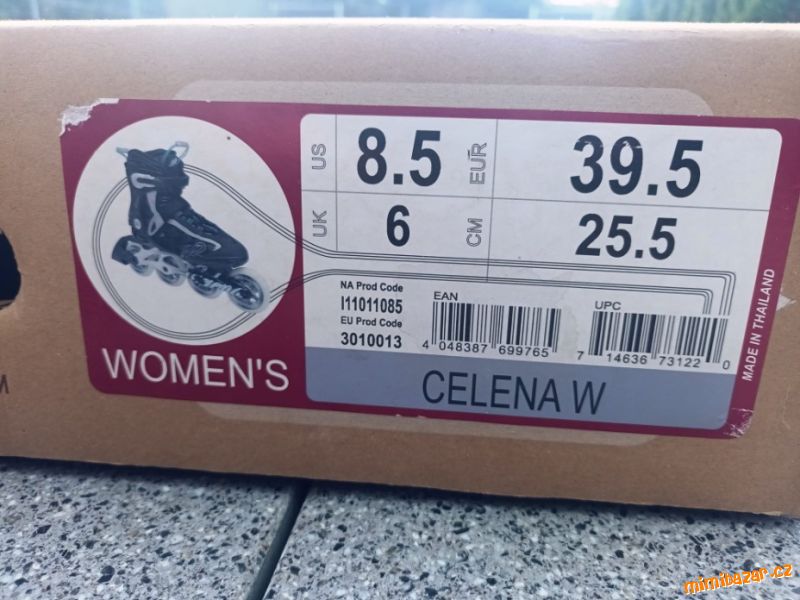 US 8.5 EUR 39.5
UK 6 CM 25.5
NA Prod Code
I11011085
EU Prod Code
3010013
EAN
4 048387 699765
UPC
7 14636 73122 0
MADE IN THAILAND
WOMEN'S
CELENA W
M
mimibazar.cz